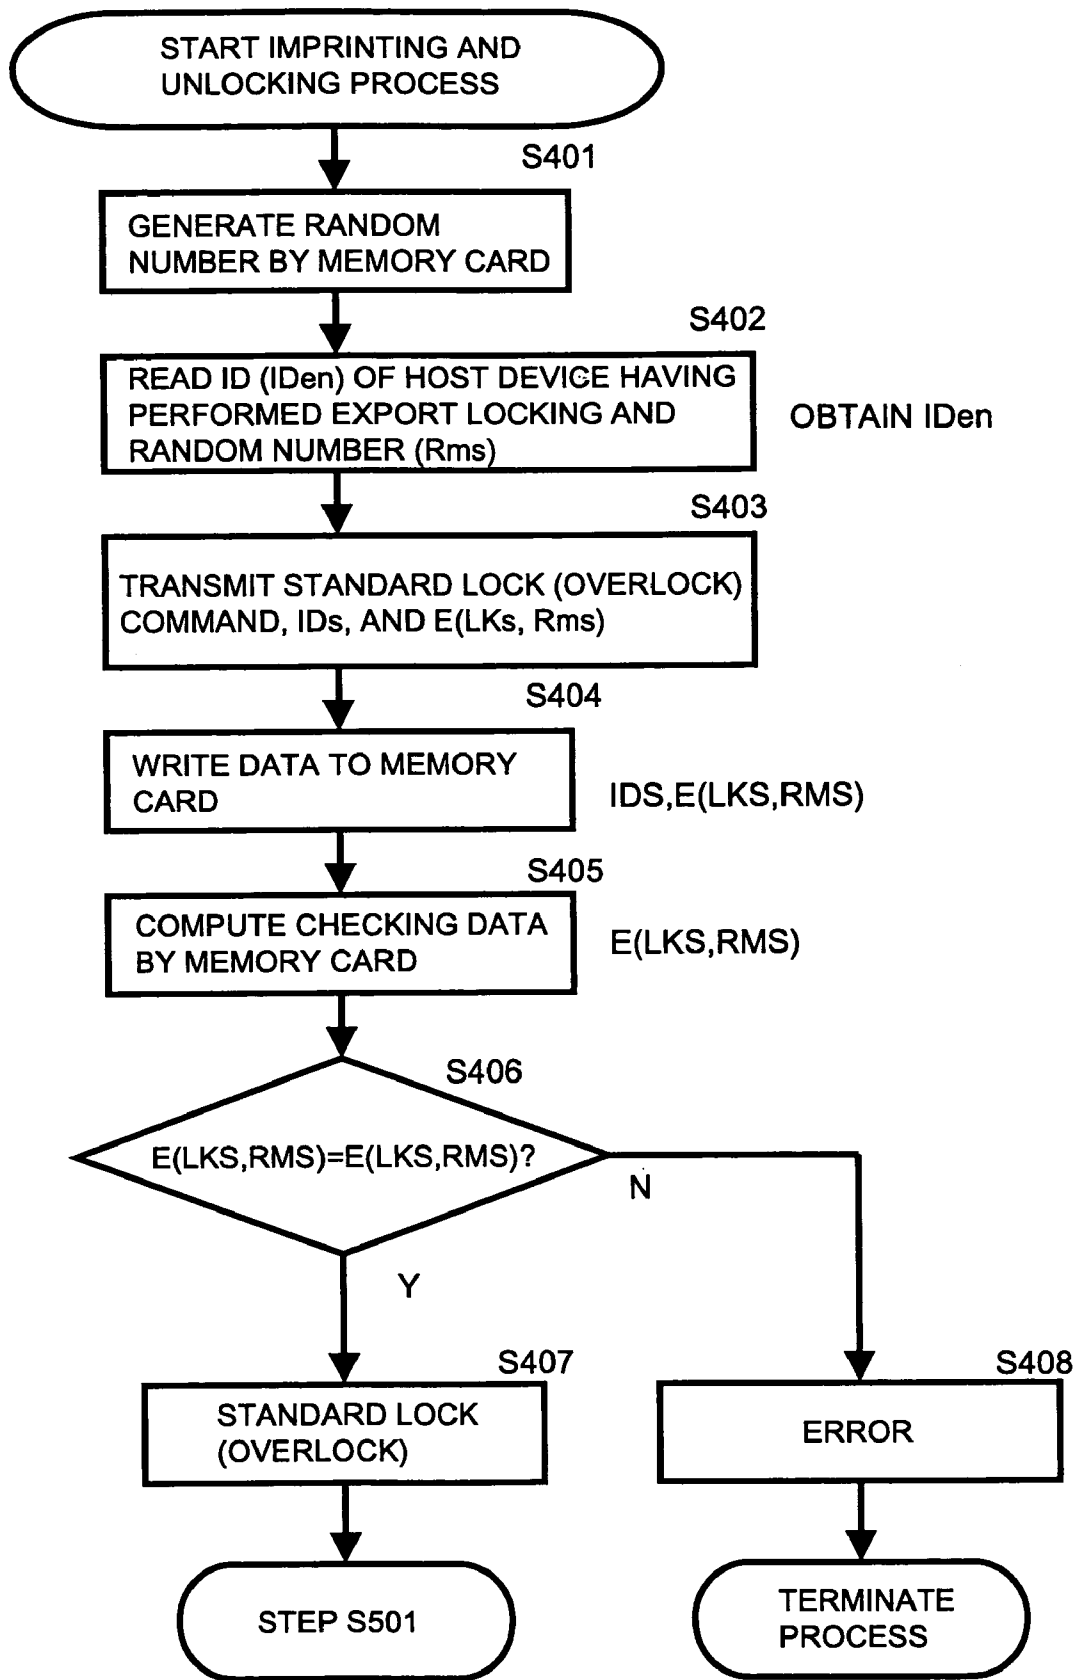 START IMPRINTING AND
UNLOCKING PROCESS
S401
GENERATE RANDOM
NUMBER BY MEMORY CARD
S402
READ ID (IDen) OF HOST DEVICE HAVING
PERFORMED EXPORT LOCKING AND
RANDOM NUMBER (Rms)
OBTAIN IDen
S403
TRANSMIT STANDARD LOCK (OVERLOCK)
COMMAND, IDs, AND E(LKs, Rms)
S404
WRITE DATA TO MEMORY
CARD
IDS,E(LKS,RMS)
S405
COMPUTE CHECKING DATA
BY MEMORY CARD
E(LKS,RMS)
S406
E(LKS,RMS)=E(LKS,RMS)?
N
Y
S407
STANDARD LOCK
(OVERLOCK)
S408
ERROR
STEP S501
TERMINATE
PROCESS